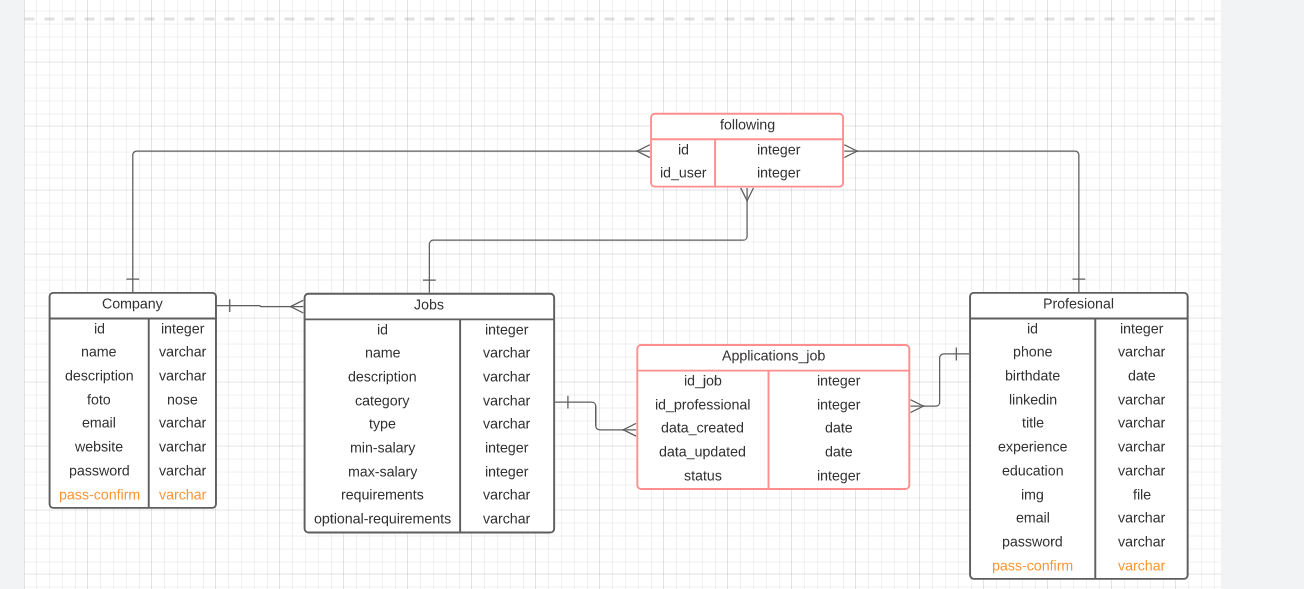 following
id integer
id_user integer
Company
id integer
name varchar
description varchar
foto nose
email varchar
website varchar
password varchar
pass-confirm varchar
Jobs
id integer
name varchar
description varchar
category varchar
type varchar
min-salary integer
max-salary integer
requirements varchar
optional-requirements varchar
Applications_job
id_job integer
id_professional integer
data_created date
data_updated date
status integer
Profesional
id integer
phone varchar
birthdate date
linkedin varchar
title varchar
experience varchar
education varchar
img file
email varchar
password varchar
pass-confirm varchar